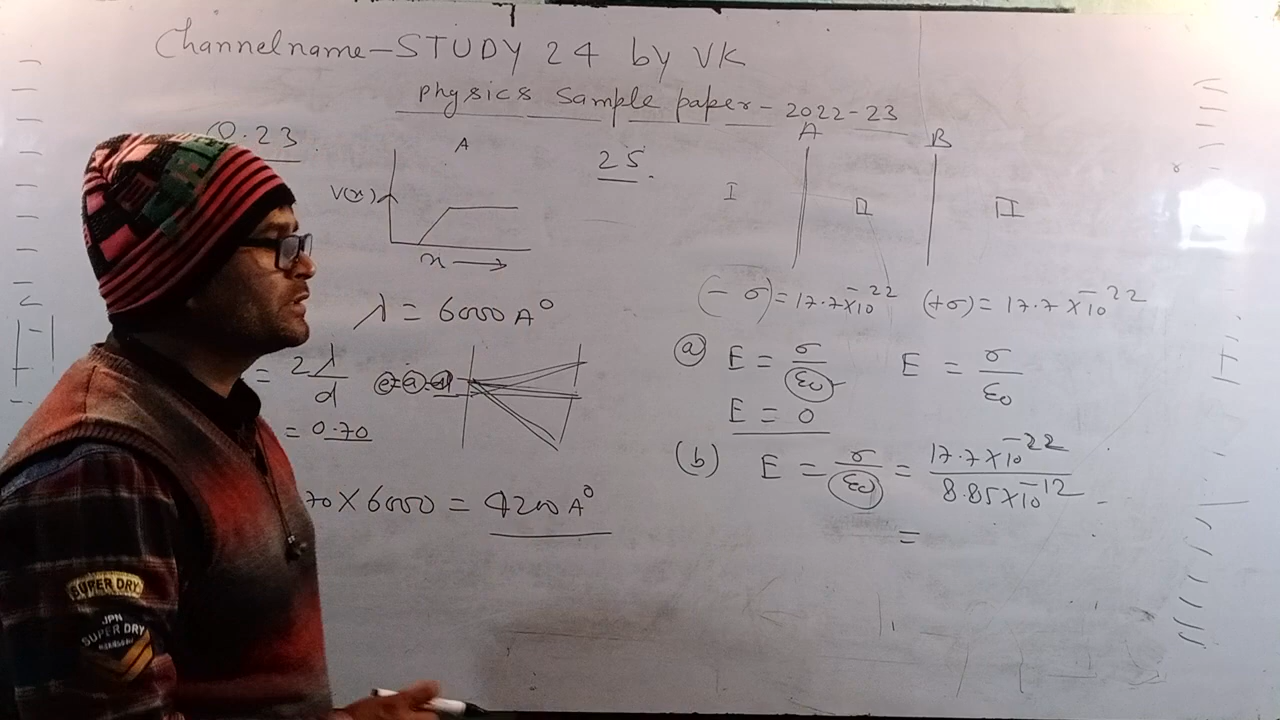 Channel name - STUDY 24 by VK
Physics Sample paper - 2022-23
Q.23
A
V(x)
x →
λ = 6000 A°
= 2λ/d
= 0.70
70 × 6000 = 4200 A°
25.
A B
I II III
(-σ) = 17.7 × 10^-22 (+σ) = 17.7 × 10^-22
(a) E = σ/ε₀ E = σ/ε₀
E = 0
(b) E = σ/ε₀ = 17.7 × 10^-22 / 8.85 × 10^-12
=
SUPER DRY
JPN
SUPER DRY